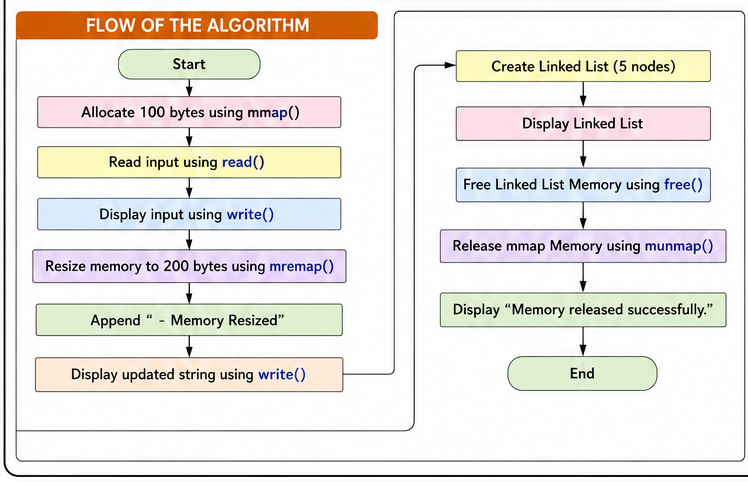 FLOW OF THE ALGORITHM
Start
Allocate 100 bytes using mmap()
Read input using read()
Display input using write()
Resize memory to 200 bytes using mremap()
Append “ - Memory Resized”
Display updated string using write()
Create Linked List (5 nodes)
Display Linked List
Free Linked List Memory using free()
Release mmap Memory using munmap()
Display “Memory released successfully.”
End